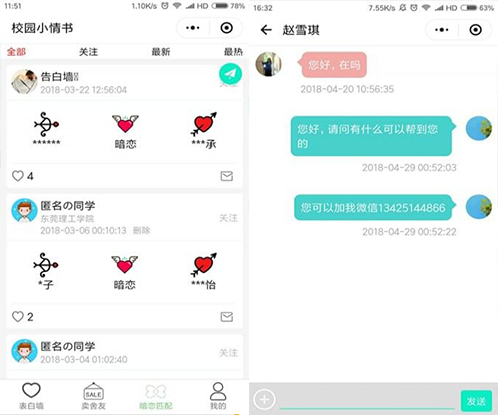 11:51
1.10K/s HD 78%
校园小情书
全部 关注 最新 最热
告白墙
2018-03-22 12:56:04
关注
****** 暗恋 ***承
4
匿名の同学
东莞理工学院
2018-03-06 00:10:13 删除
关注
*子 暗恋 ***怡
2
匿名の同学
2018-03-04 01:02:40
关注
表白墙 SALE 卖舍友 暗恋匹配 我的
16:32
7.55K/s HD 63%
赵雪琪
您好，在吗
2018-04-20 10:56:35
您好，请问有什么可以帮到您
的
2018-04-29 00:52:03
您可以加我微信13425144866
2018-04-29 00:52:22
发送